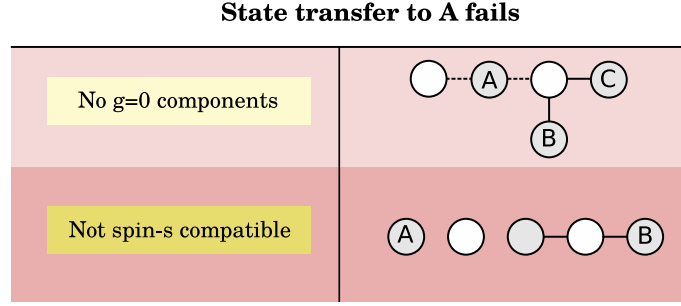 State transfer to A fails
No g=0 components
A
C
B
Not spin-s compatible
A
B